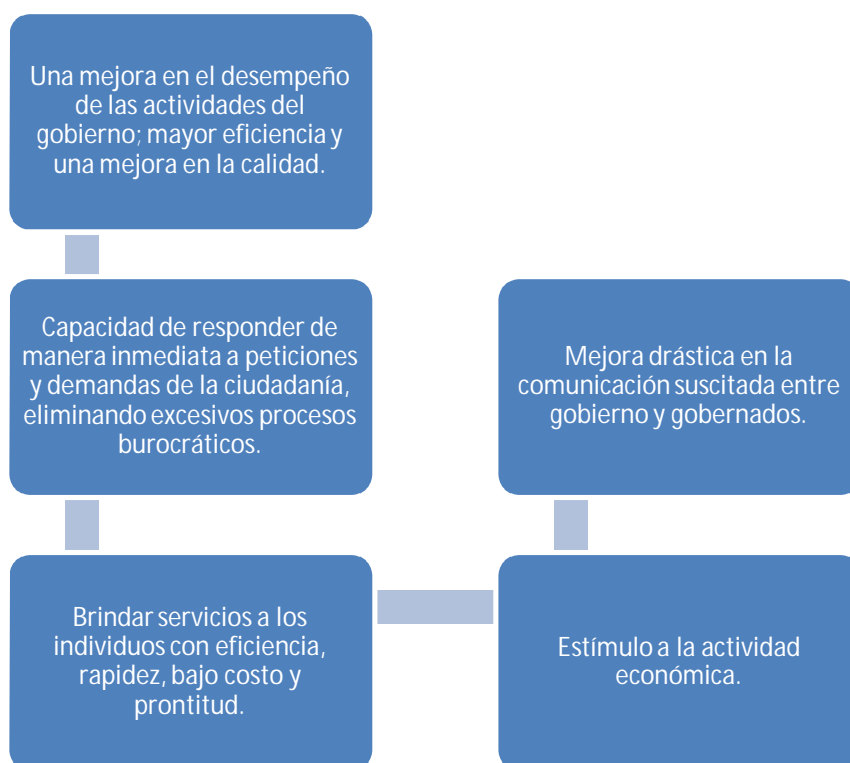 Una mejora en el desempeño
de las actividades del
gobierno; mayor eficiencia y
una mejora en la calidad.
Capacidad de responder de
manera inmediata a peticiones
y demandas de la ciudadanía,
eliminando excesivos procesos
burocráticos.
Brindar servicios a los
individuos con eficiencia,
rapidez, bajo costo y
prontitud.
Estímulo a la actividad
económica.
Mejora drástica en la
comunicación suscitada entre
gobierno y gobernados.